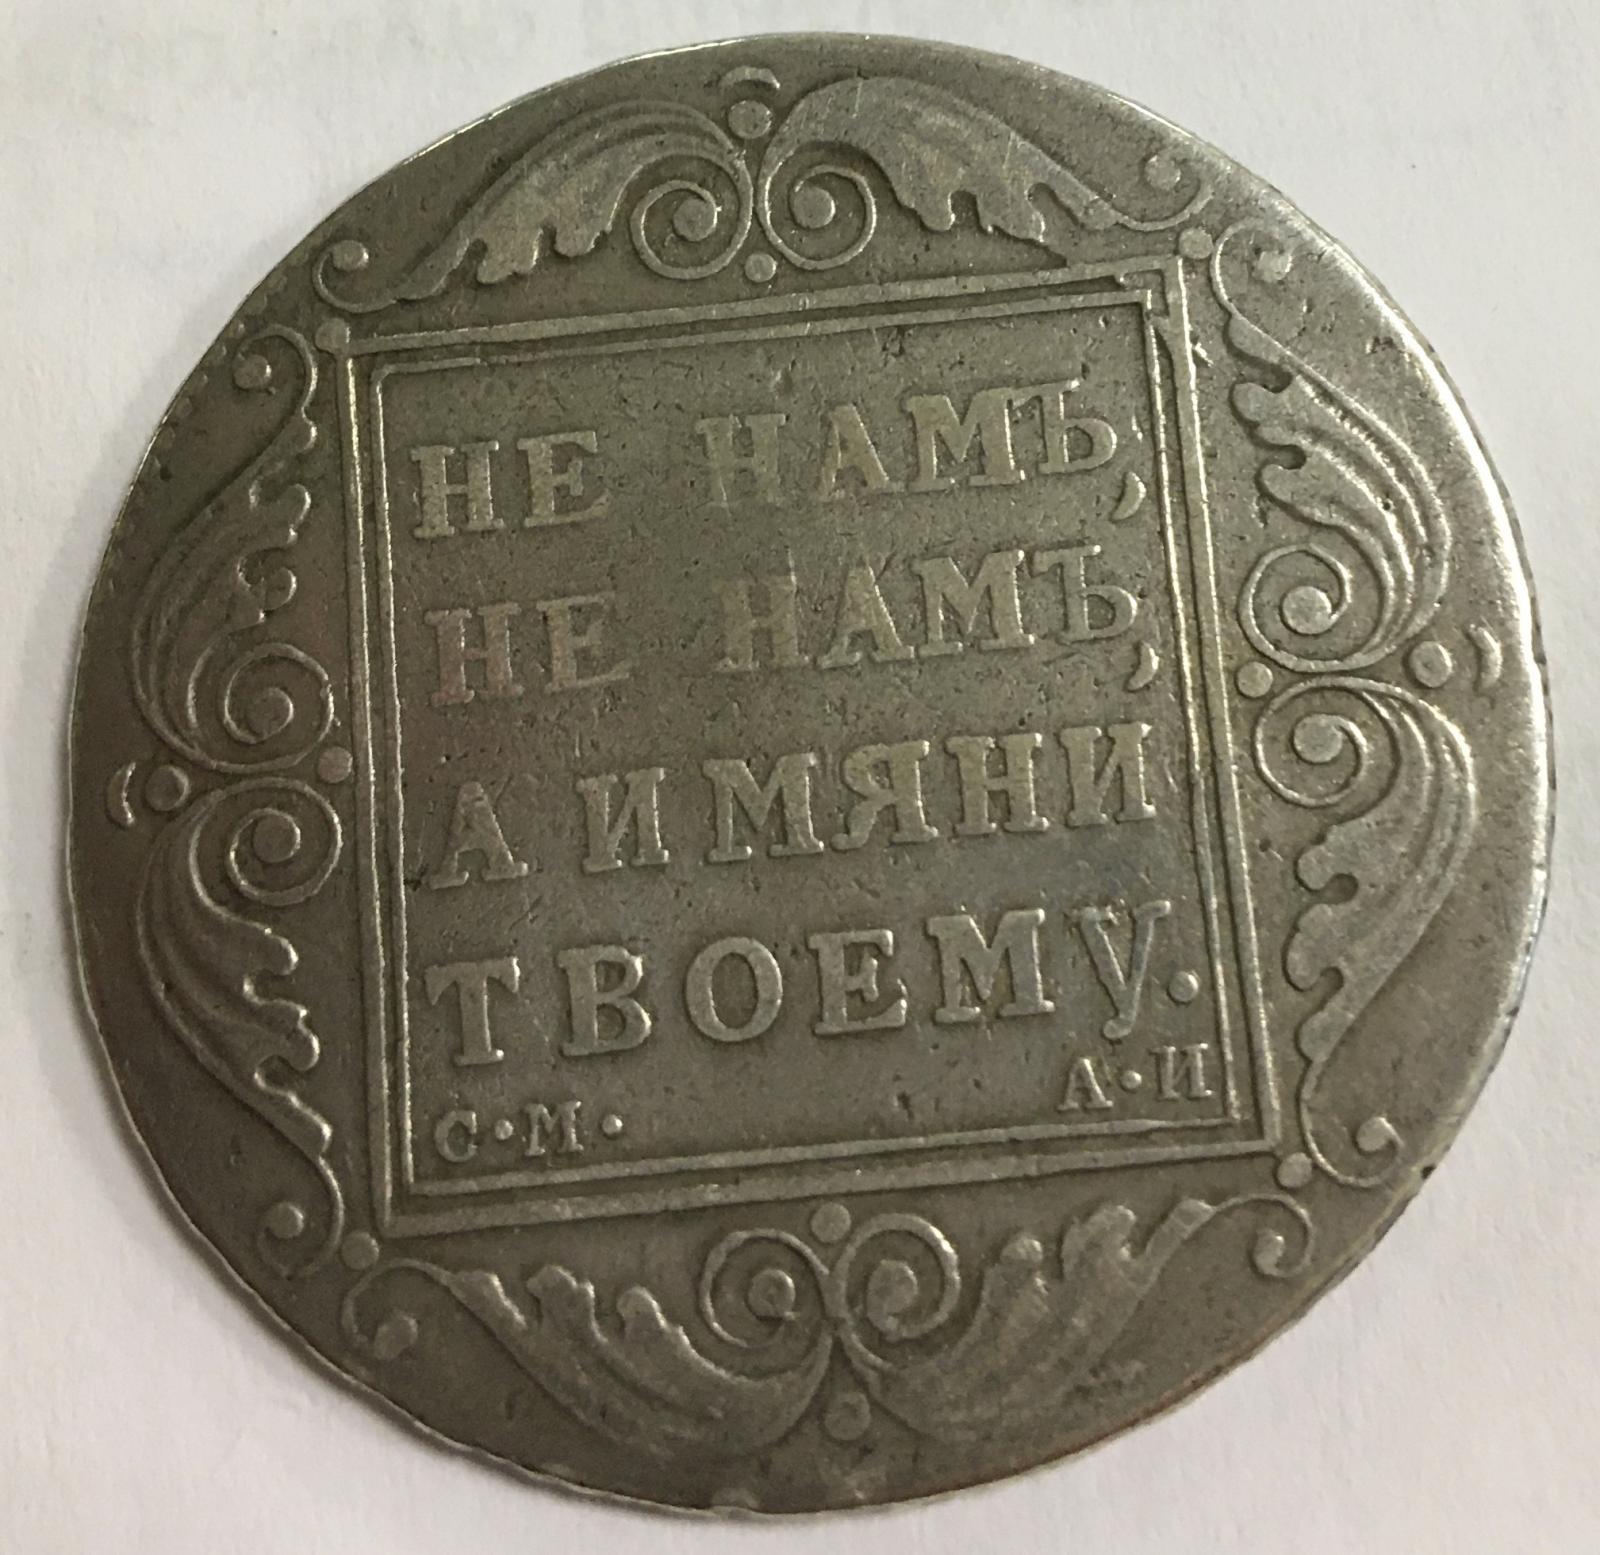 НЕ НАМЪ,
НЕ НАМЪ,
А ИМЯНИ
ТВОЕМУ.
С•М• А•И